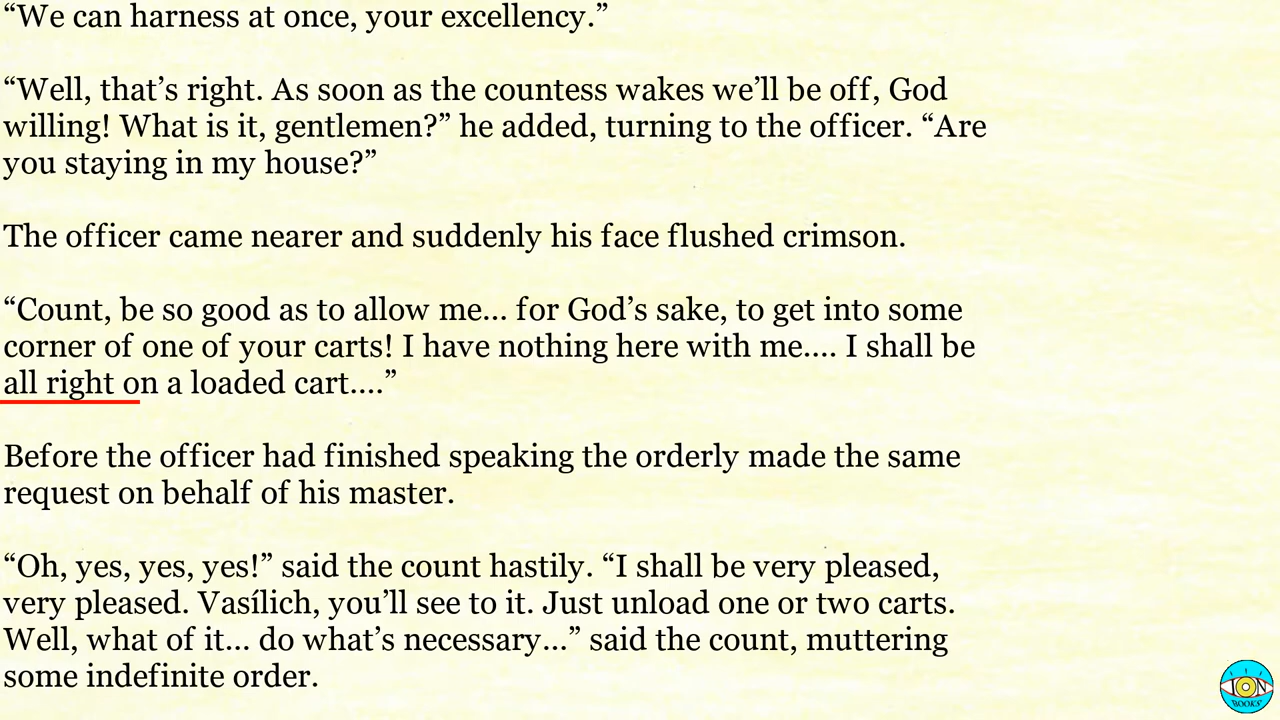 “We can harness at once, your excellency.”
“Well, that’s right. As soon as the countess wakes we’ll be off, God
willing! What is it, gentlemen?” he added, turning to the officer. “Are
you staying in my house?”
The officer came nearer and suddenly his face flushed crimson.
“Count, be so good as to allow me... for God’s sake, to get into some
corner of one of your carts! I have nothing here with me.... I shall be
all right on a loaded cart....”
Before the officer had finished speaking the orderly made the same
request on behalf of his master.
“Oh, yes, yes, yes!” said the count hastily. “I shall be very pleased,
very pleased. Vasílich, you’ll see to it. Just unload one or two carts.
Well, what of it... do what’s necessary...” said the count, muttering
some indefinite order.
ION
BOOKS